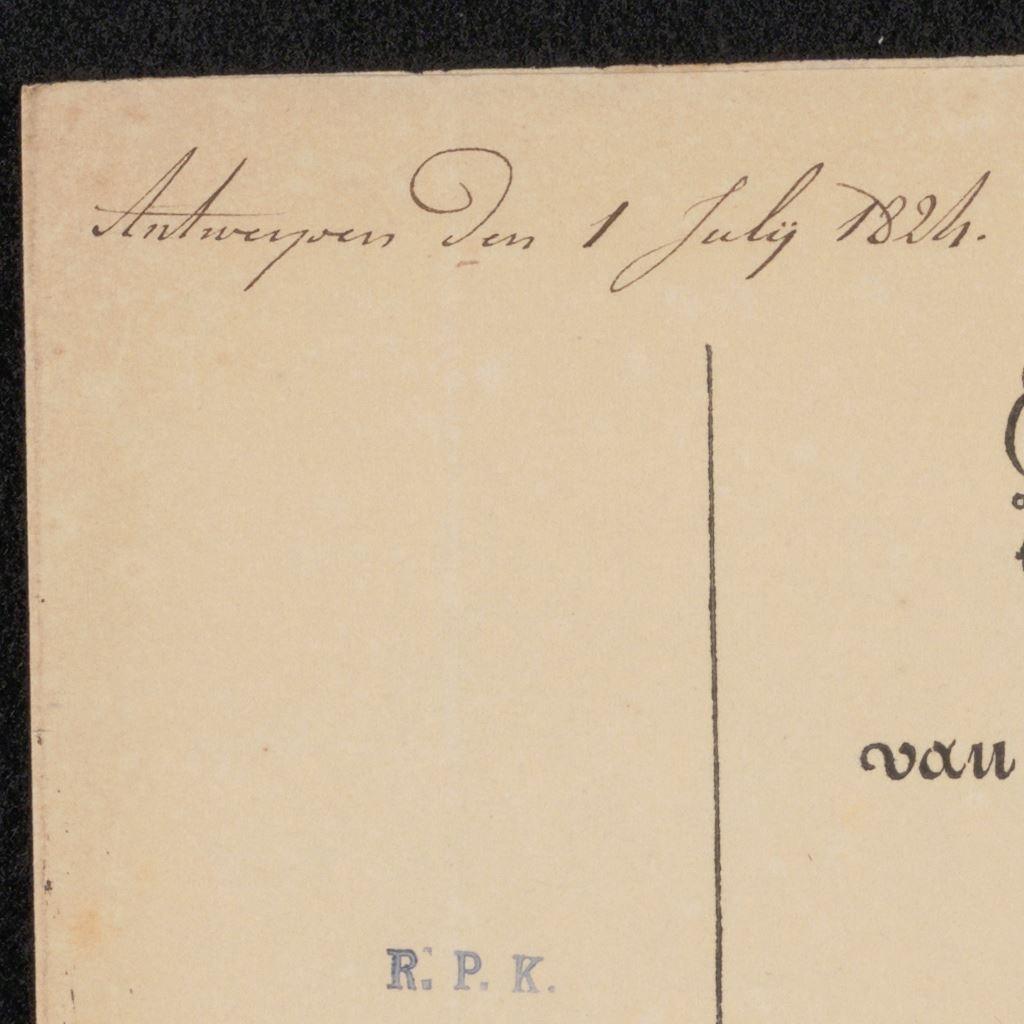 Antwerpen den 1 Julij 1824.
van
R. P. K.